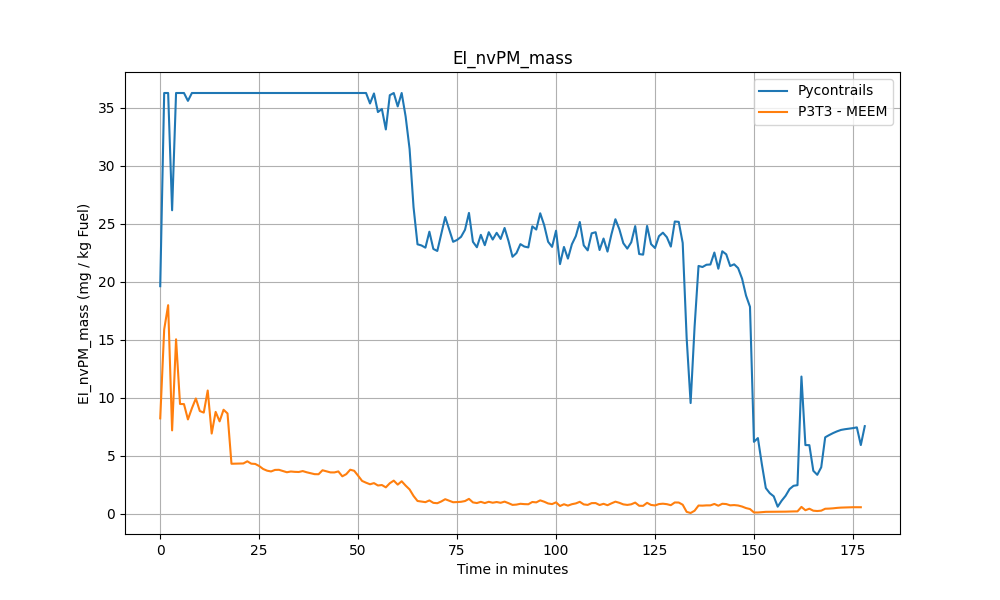 EI_nvPM_mass
Pycontrails
P3T3 - MEEM
EI_nvPM_mass (mg / kg Fuel)
35
30
25
20
15
10
5
0
0 25 50 75 100 125 150 175
Time in minutes